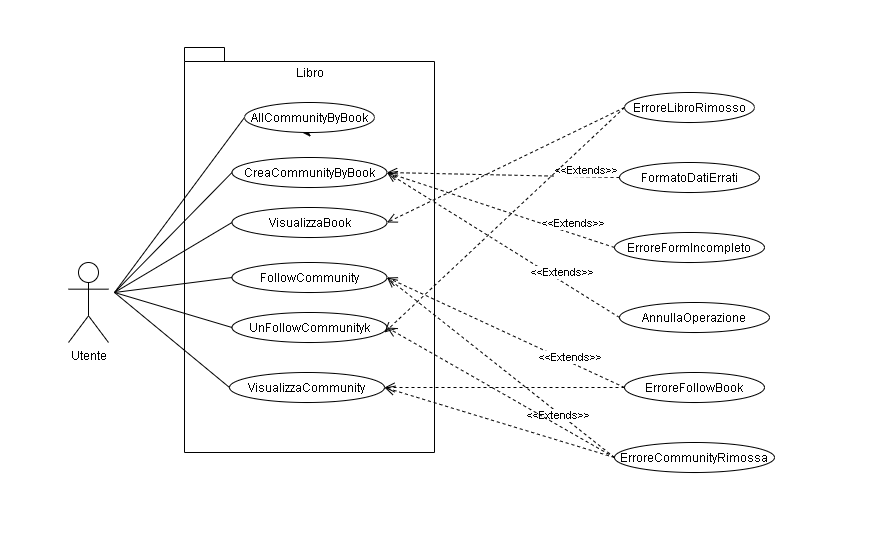 Libro
AllCommunityByBook
ErroreLibroRimosso
CreaCommunityByBook
<<Extends>>
FormatoDatiErrati
VisualizzaBook
<<Extends>>
ErroreFormIncompleto
FollowCommunity
<<Extends>>
AnnullaOperazione
UnFollowCommunityk
Utente
<<Extends>>
VisualizzaCommunity
ErroreFollowBook
<<Extends>>
ErroreCommunityRimossa